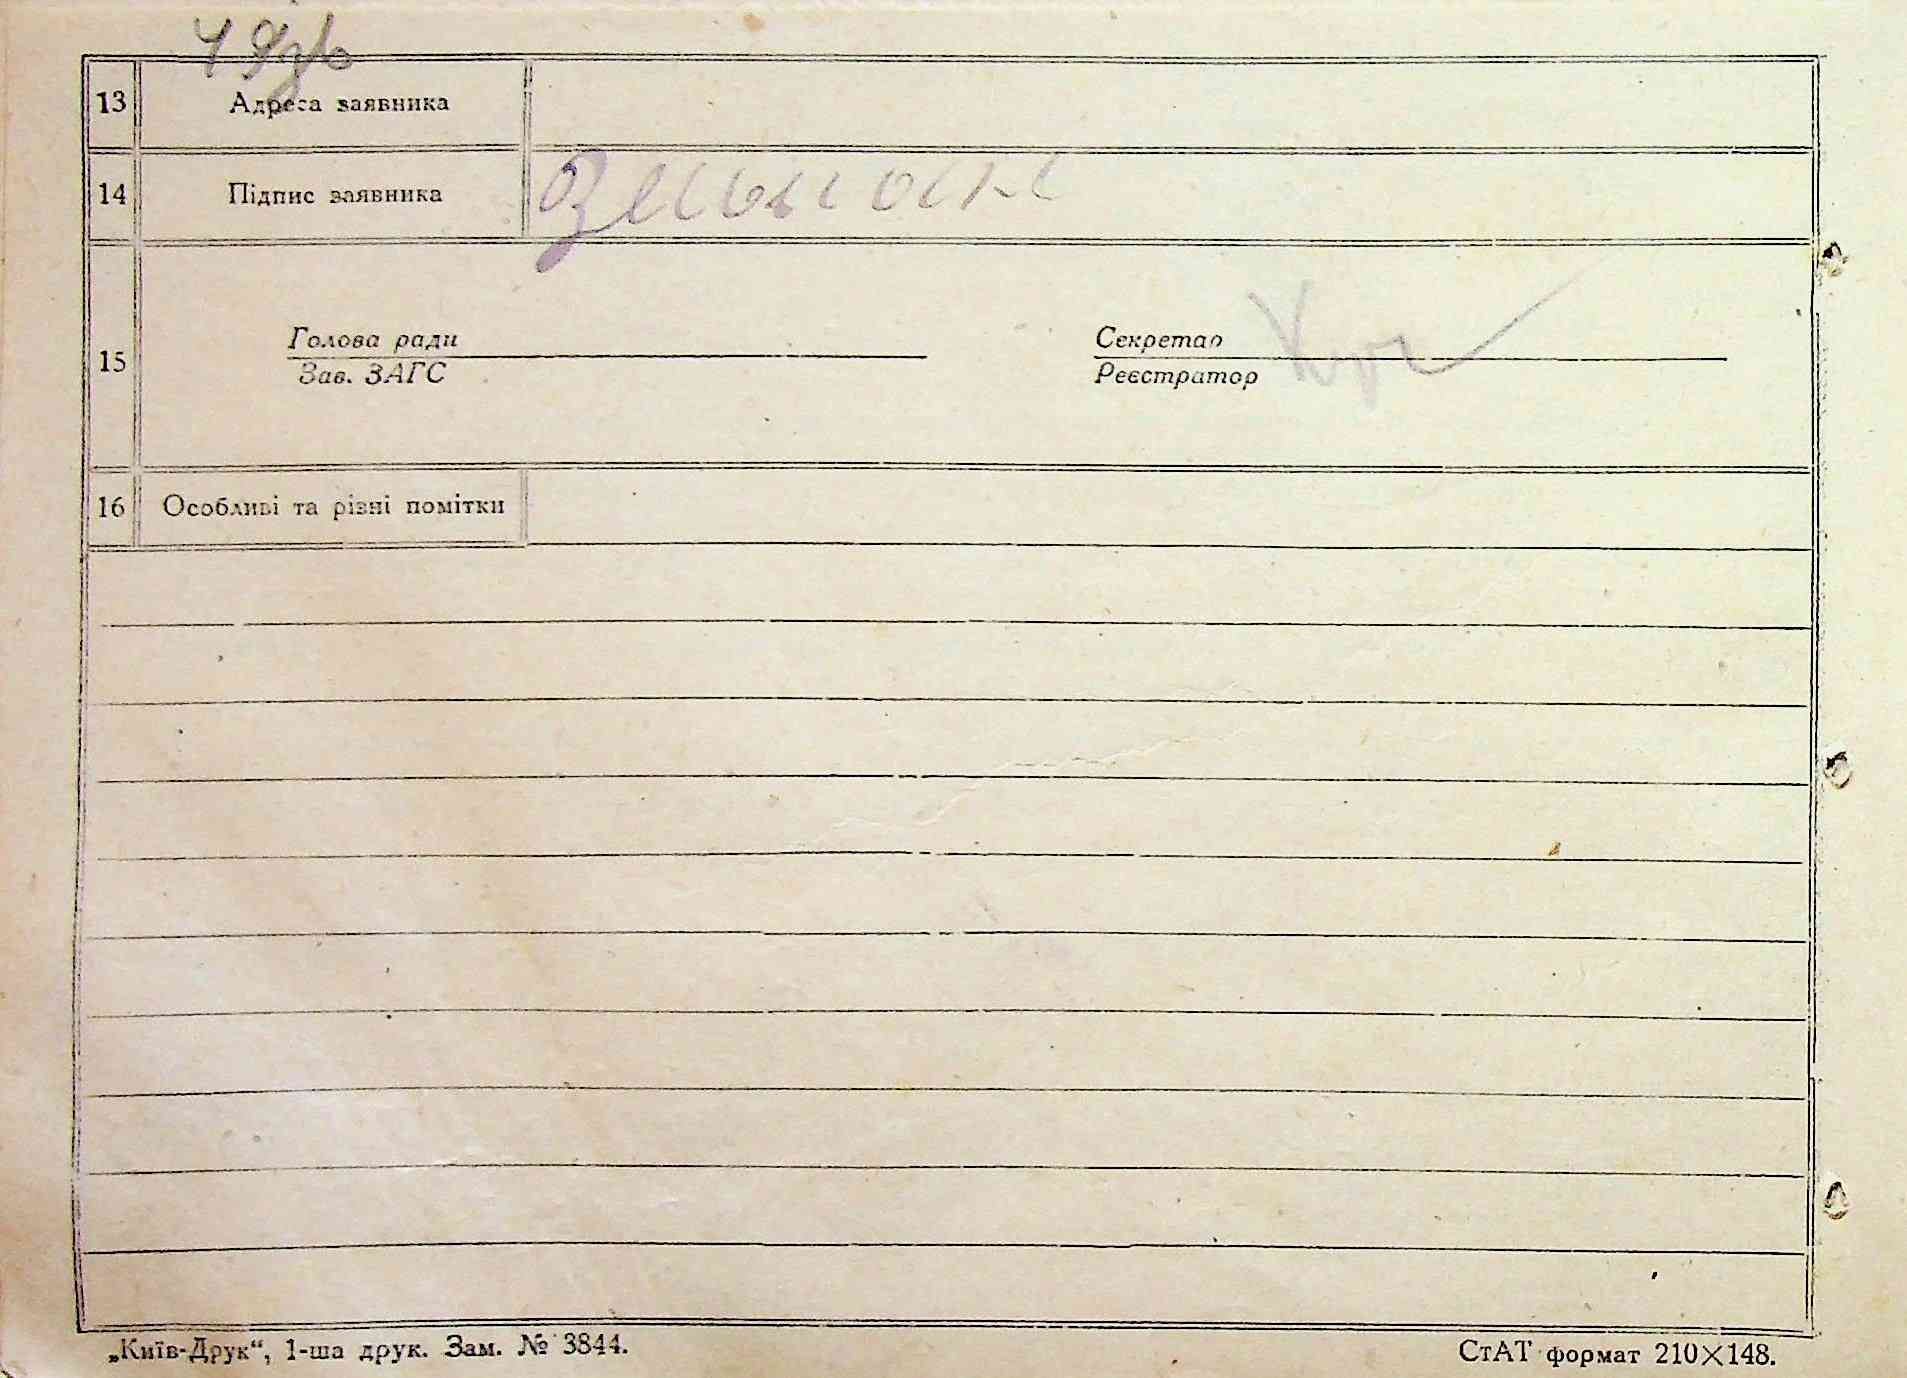 13 Адреса заявника
14 Підпис заявника
15
Голова ради
Зав. ЗАГС
Секретар
Реєстратор
16 Особливі та різні помітки
„Київ-Друк“, 1-ша друк. Зам. № 3844.
СтАТ формат 210×148.